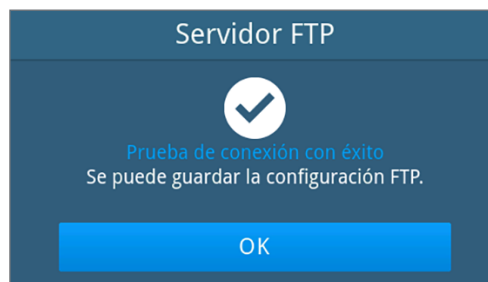 Servidor FTP
Prueba de conexión con éxito
Se puede guardar la configuración FTP.
OK